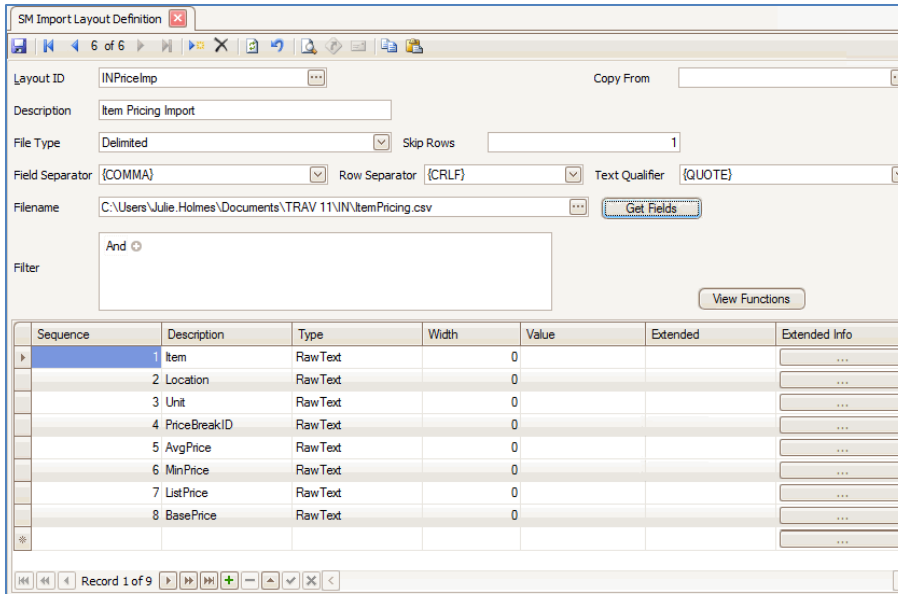 SM Import Layout Definition
6 of 6
Layout ID INPriceImp ... Copy From
Description Item Pricing Import
File Type Delimited Skip Rows 1
Field Separator {COMMA} Row Separator {CRLF} Text Qualifier {QUOTE}
Filename C:\Users\Julie.Holmes\Documents\TRAV 11\IN\ItemPricing.csv ... Get Fields
And
Filter
View Functions
Sequence Description Type Width Value Extended Extended Info
1 Item RawText 0 ...
2 Location RawText 0 ...
3 Unit RawText 0 ...
4 PriceBreakID RawText 0 ...
5 AvgPrice RawText 0 ...
6 MinPrice RawText 0 ...
7 ListPrice RawText 0 ...
8 BasePrice RawText 0 ...
...
Record 1 of 9